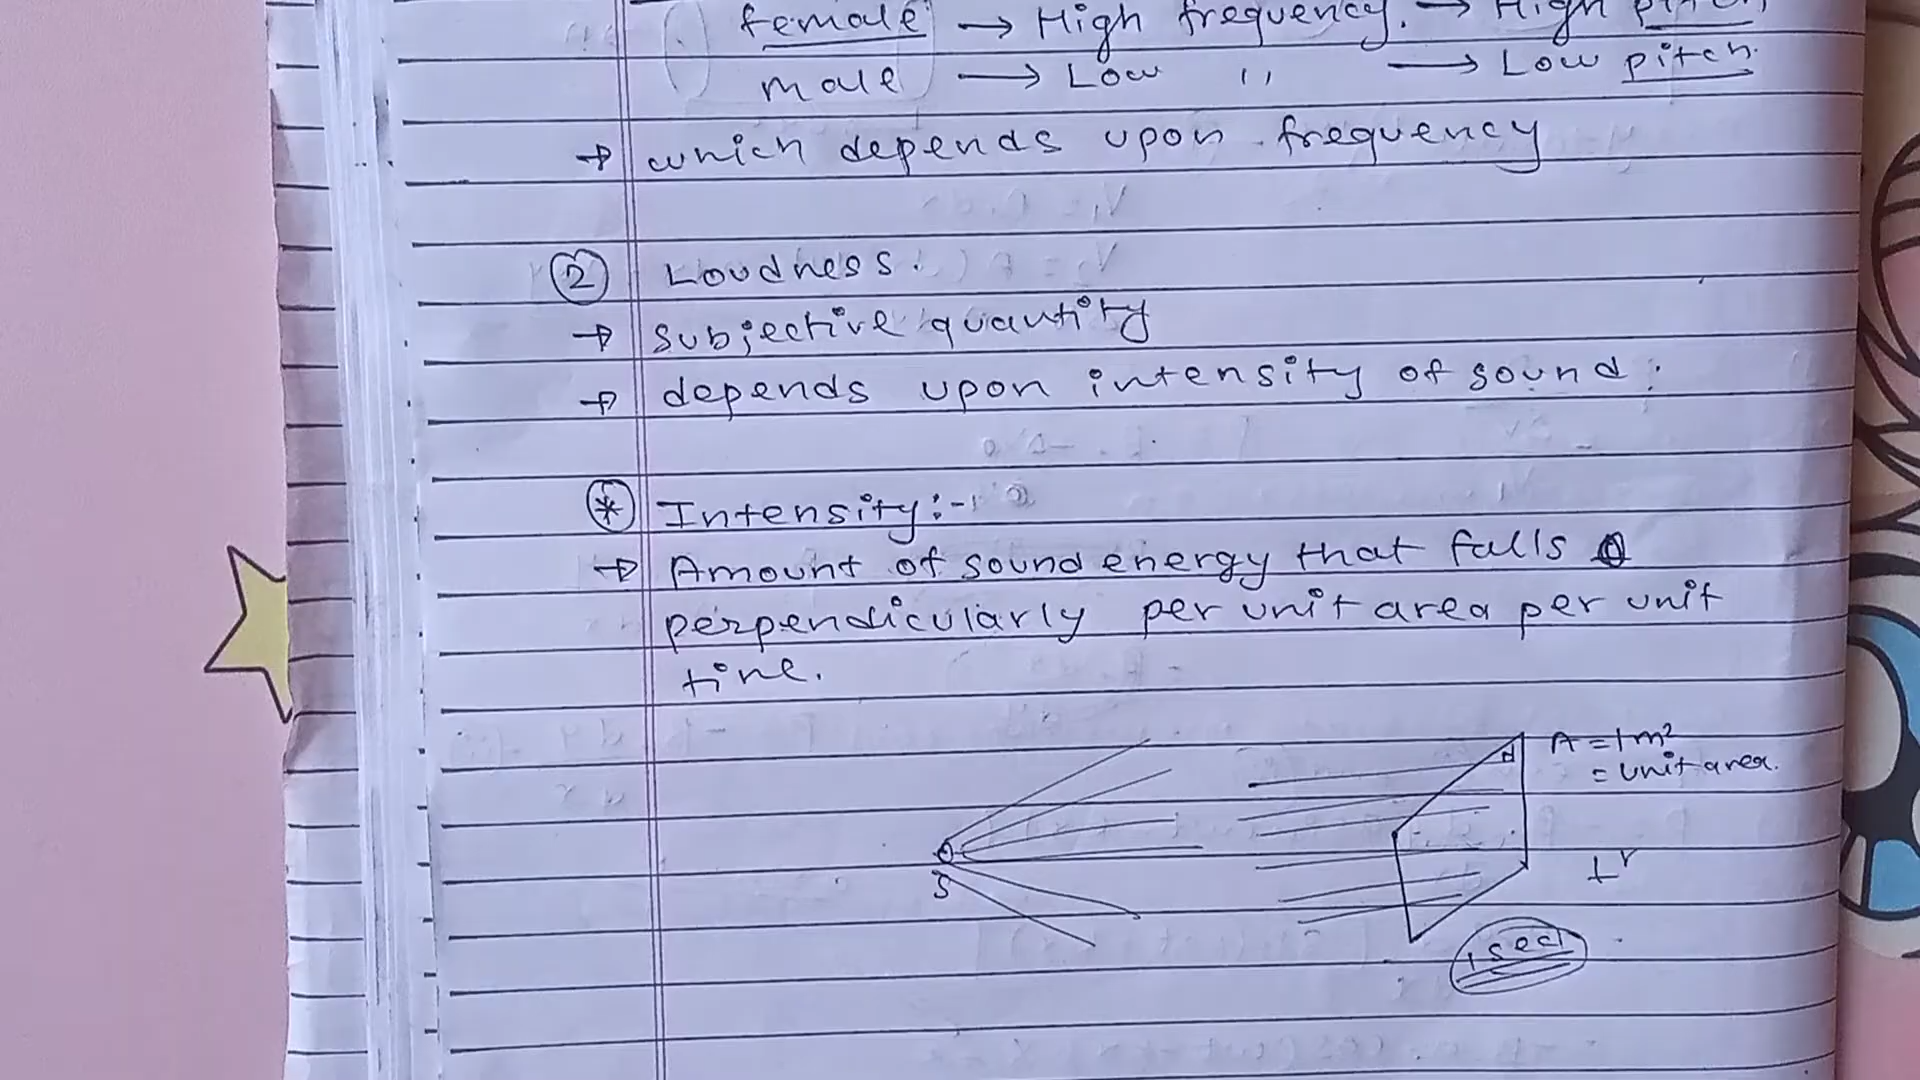 female → High frequency. → High pitch
male → Low " → Low pitch.
→ which depends upon frequency
② Loudness.
→ subjective quantity
→ depends upon intensity of sound.
* Intensity:-
→ Amount of sound energy that falls
perpendicularly per unit area per unit
time.
A = 1m²
= unit area.
S
⊥r
1 sec